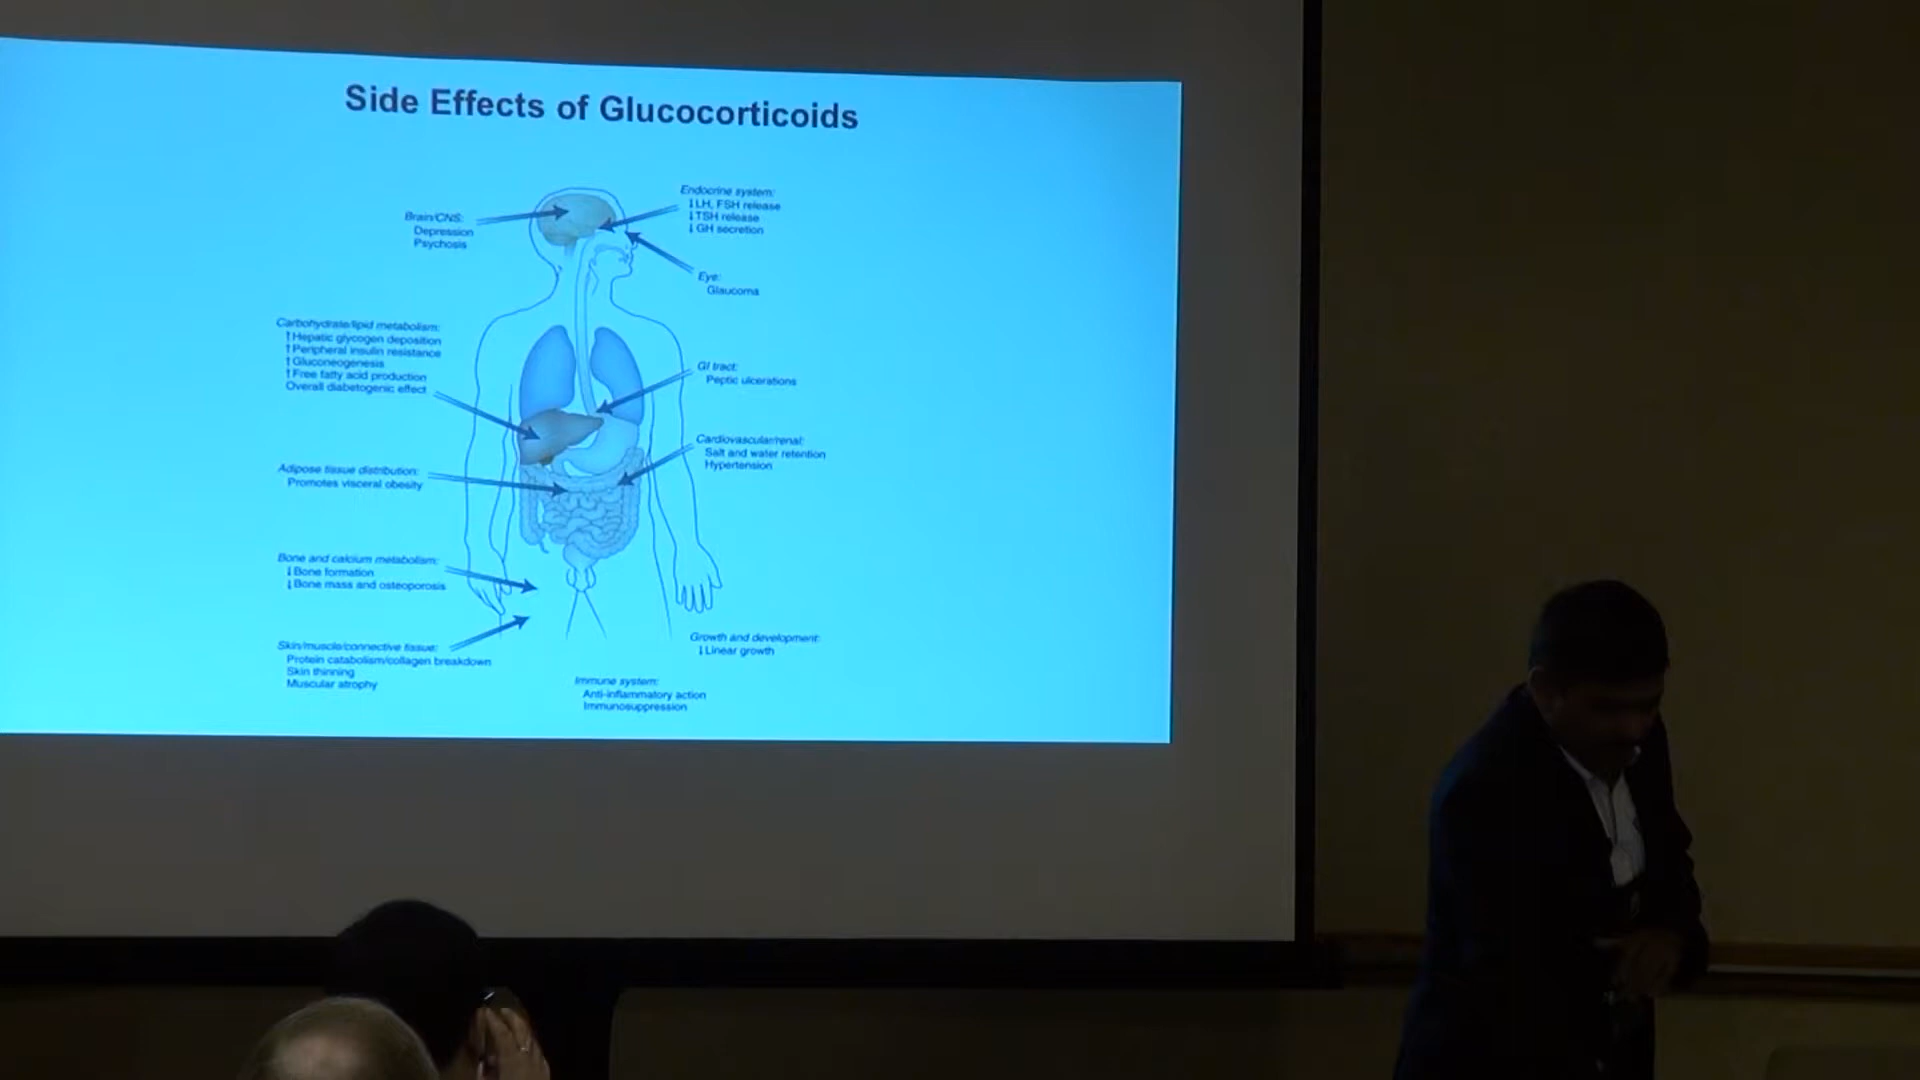 Side Effects of Glucocorticoids
Brain/CNS:
Depression
Psychosis
Endocrine system:
↓LH, FSH release
↓TSH release
↓GH secretion
Eye:
Glaucoma
Carbohydrate/lipid metabolism:
↑Hepatic glycogen deposition
↑Peripheral insulin resistance
↑Gluconeogenesis
↑Free fatty acid production
Overall diabetogenic effect
GI tract:
Peptic ulcerations
Cardiovascular/renal:
Salt and water retention
Hypertension
Adipose tissue distribution:
Promotes visceral obesity
Bone and calcium metabolism:
↓Bone formation
↓Bone mass and osteoporosis
Skin/muscle/connective tissue:
Protein catabolism/collagen breakdown
Skin thinning
Muscular atrophy
Growth and development:
↓Linear growth
Immune system:
Anti-inflammatory action
Immunosuppression